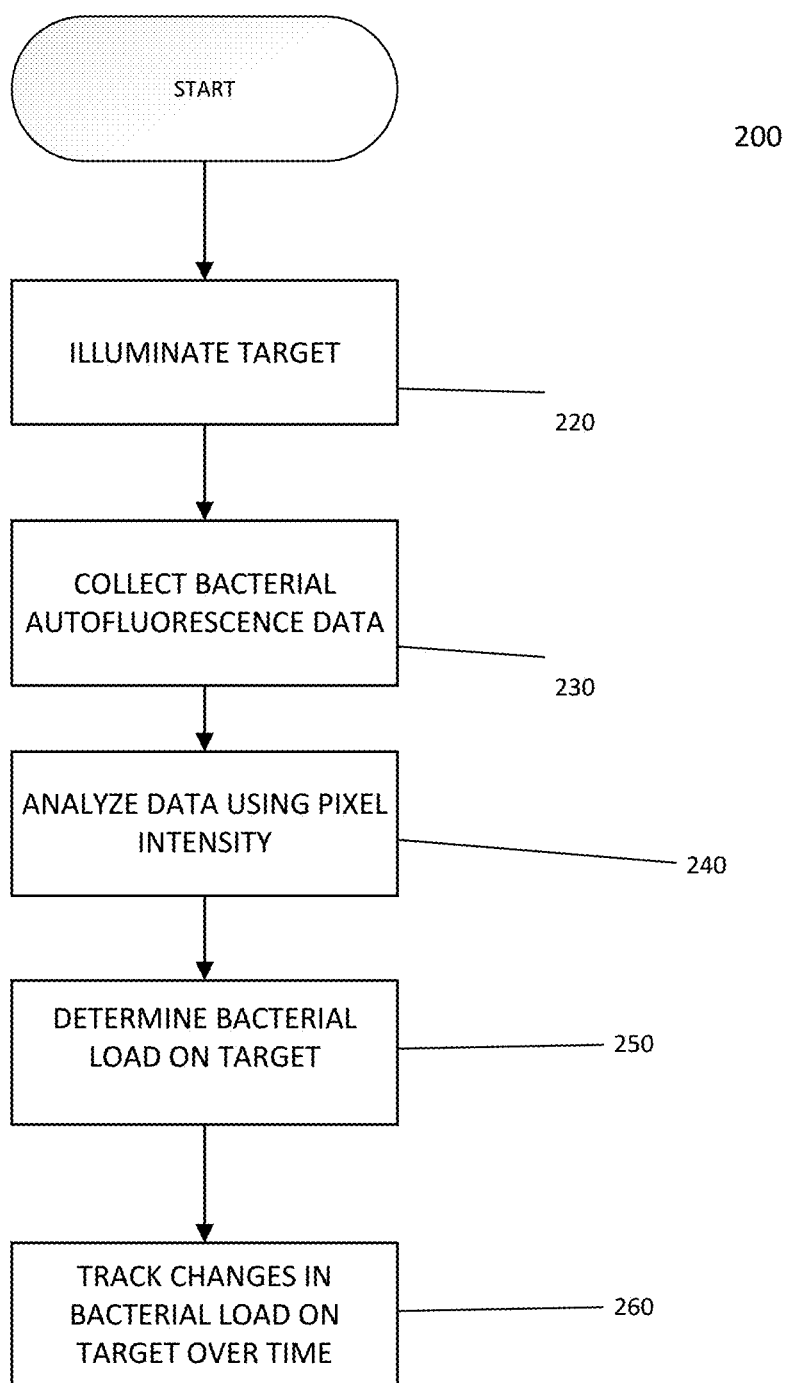 START
200
ILLUMINATE TARGET
220
COLLECT BACTERIAL
AUTOFLUORESCENCE DATA
230
ANALYZE DATA USING PIXEL
INTENSITY
240
DETERMINE BACTERIAL
LOAD ON TARGET
250
TRACK CHANGES IN
BACTERIAL LOAD ON
TARGET OVER TIME
260